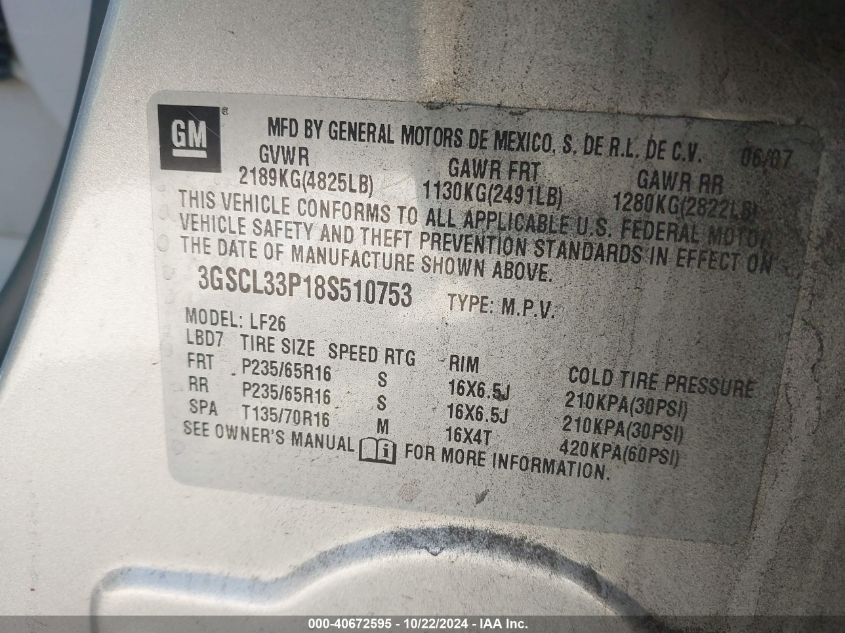 GM ®
MFD BY GENERAL MOTORS DE MEXICO, S. DE R.L. DE C.V. 06/07
GVWR GAWR FRT GAWR RR
2189KG(4825LB) 1130KG(2491LB) 1280KG(2822LB)
THIS VEHICLE CONFORMS TO ALL APPLICABLE U.S. FEDERAL MOTOR
VEHICLE SAFETY AND THEFT PREVENTION STANDARDS IN EFFECT ON
THE DATE OF MANUFACTURE SHOWN ABOVE.
3GSCL33P18S510753 TYPE: M.P.V.
MODEL: LF26
LBD7 TIRE SIZE SPEED RTG RIM COLD TIRE PRESSURE
FRT P235/65R16 S 16X6.5J 210KPA(30PSI)
RR P235/65R16 S 16X6.5J 210KPA(30PSI)
SPA T135/70R16 M 16X4T 420KPA(60PSI)
SEE OWNER'S MANUAL i FOR MORE INFORMATION.
000-40672595 - 10/22/2024 - IAA Inc.